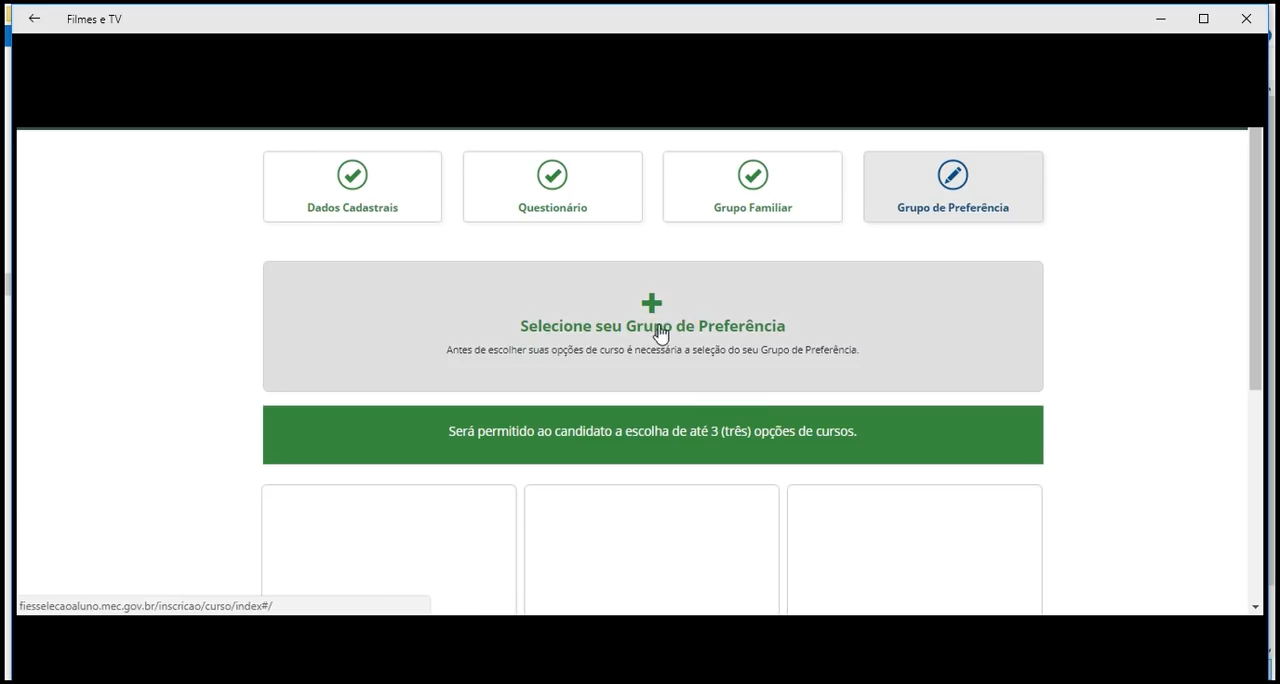 Filmes e TV
Dados Cadastrais
Questionário
Grupo Familiar
Grupo de Preferência
Selecione seu Grupo de Preferência
Antes de escolher suas opções de curso é necessária a seleção do seu Grupo de Preferência.
Será permitido ao candidato a escolha de até 3 (três) opções de cursos.
fiesselecaoaluno.mec.gov.br/inscricao/curso/index#/